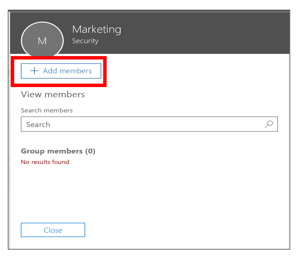 Marketing
M
Security
+ Add members
View members
Search members
Search
Group members (0)
No results found
Close